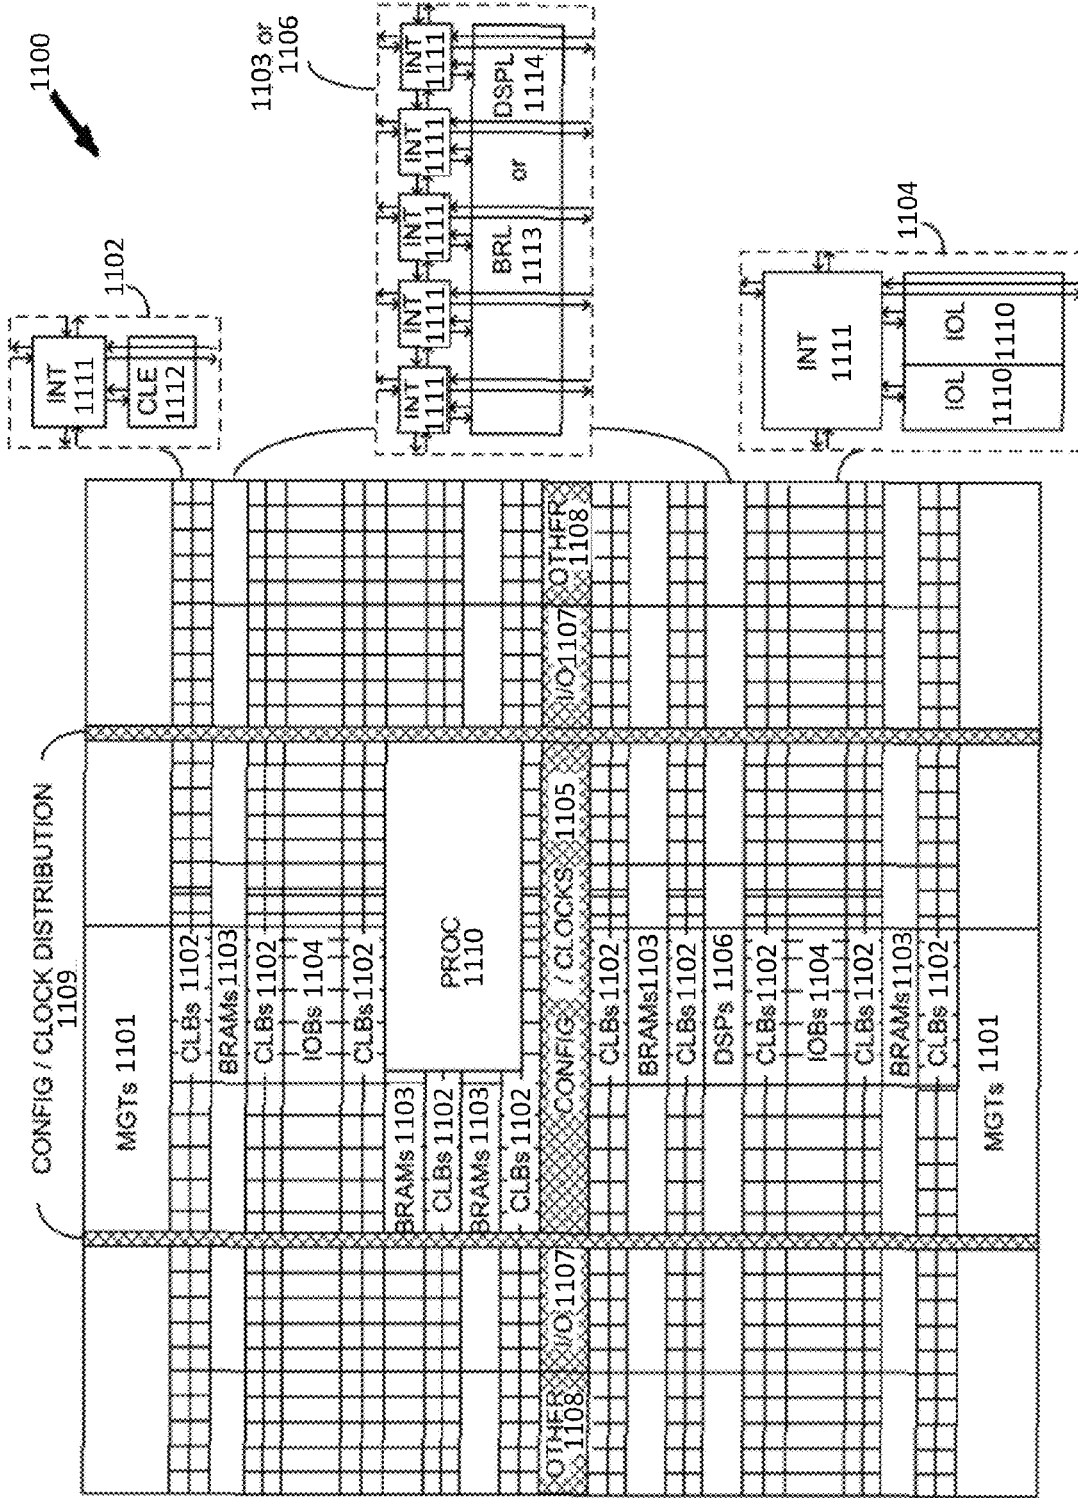 1100
1102
INT
1111
CLE
1112
1103 or
1106
INT
1111
INT
1111
INT
1111
INT
1111
INT
1111
BRL
1113
or
DSPL
1114
1104
INT
1111
IOL
1110
IOL
1110
CONFIG / CLOCK DISTRIBUTION
1109
MGTs 1101
CLBs 1102
BRAMs 1103
CLBs 1102
IOBs 1104
CLBs 1102
PROC
1110
BRAMs 1103
CLBs 1102
BRAMs 1103
CLBs 1102
OTHER
1108
I/O 1107
CONFIG / CLOCKS 1105
I/O 1107
OTHER
1108
CLBs 1102
BRAMs 1103
CLBs 1102
DSPs 1106
CLBs 1102
IOBs 1104
CLBs 1102
BRAMs 1103
CLBs 1102
MGTs 1101